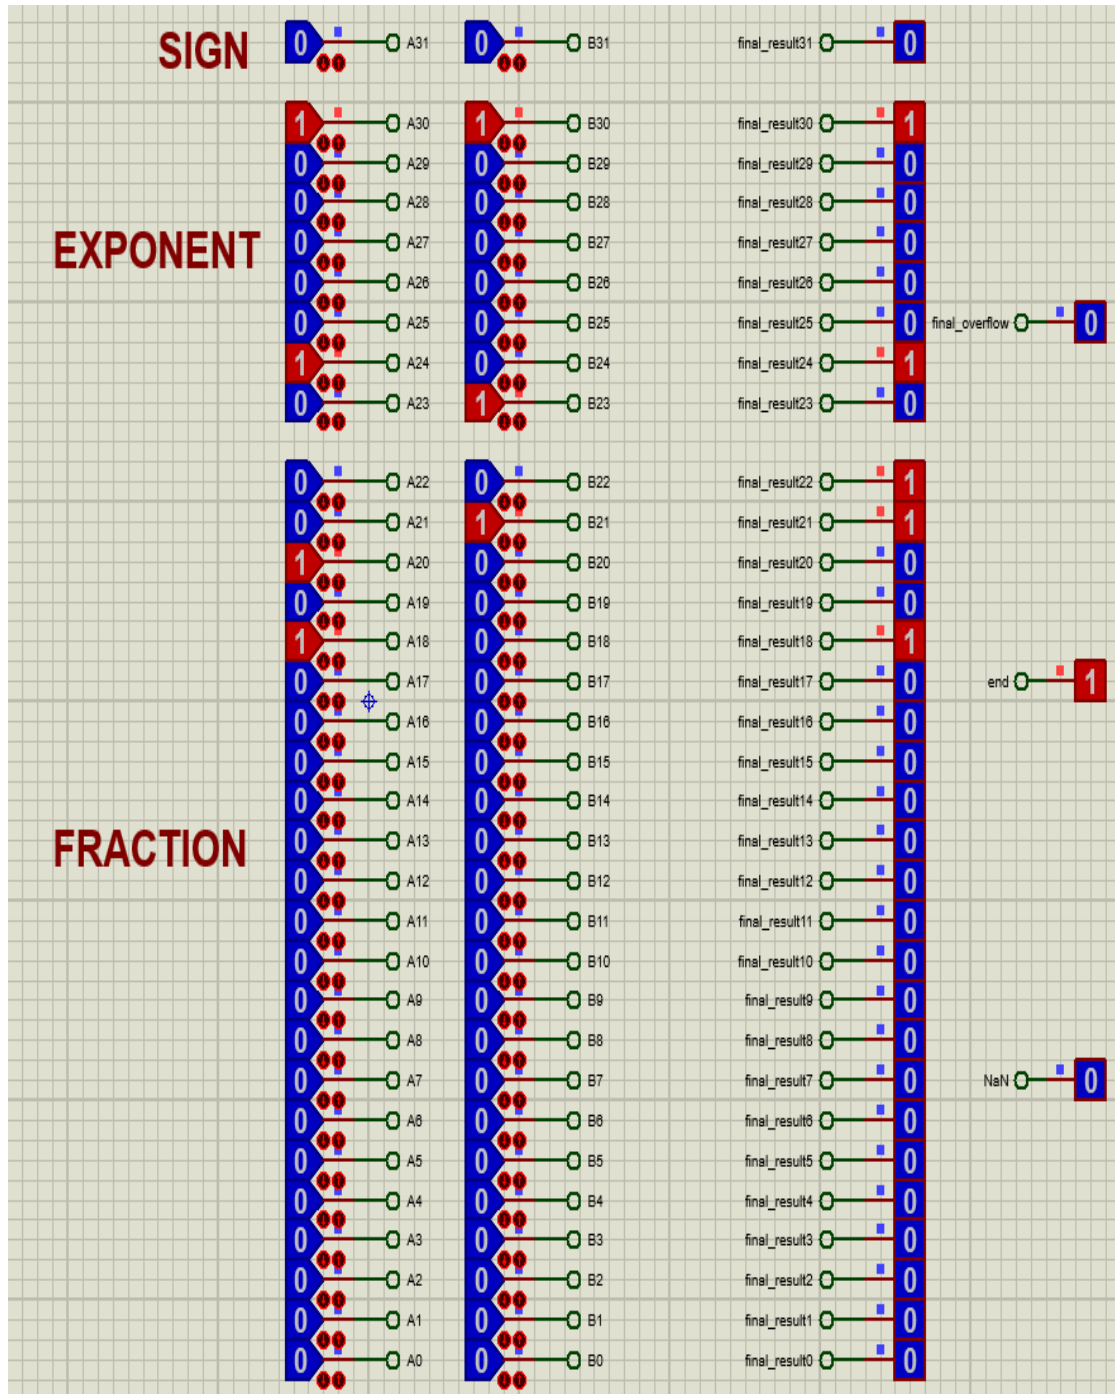 SIGN 0 A31 0 B31 final_result31 0
1 A30 1 B30 final_result30 1
0 A29 0 B29 final_result29 0
0 A28 0 B28 final_result28 0
EXPONENT 0 A27 0 B27 final_result27 0
0 A26 0 B26 final_result26 0
0 A25 0 B25 final_result25 0 final_overflow 0
1 A24 0 B24 final_result24 1
0 A23 1 B23 final_result23 0
0 A22 0 B22 final_result22 1
0 A21 1 B21 final_result21 1
1 A20 0 B20 final_result20 0
0 A19 0 B19 final_result19 0
1 A18 0 B18 final_result18 1
0 A17 0 B17 final_result17 0 end 1
0 A16 0 B16 final_result16 0
0 A15 0 B15 final_result15 0
0 A14 0 B14 final_result14 0
FRACTION 0 A13 0 B13 final_result13 0
0 A12 0 B12 final_result12 0
0 A11 0 B11 final_result11 0
0 A10 0 B10 final_result10 0
0 A9 0 B9 final_result9 0
0 A8 0 B8 final_result8 0
0 A7 0 B7 final_result7 0 NaN 0
0 A6 0 B6 final_result6 0
0 A5 0 B5 final_result5 0
0 A4 0 B4 final_result4 0
0 A3 0 B3 final_result3 0
0 A2 0 B2 final_result2 0
0 A1 0 B1 final_result1 0
0 A0 0 B0 final_result0 0